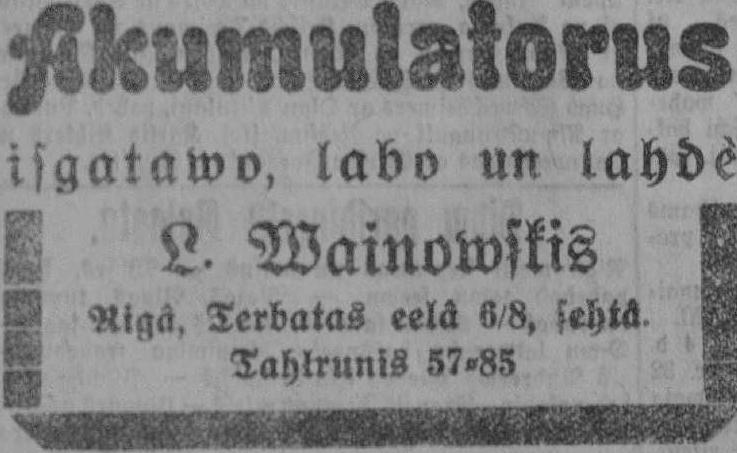 Akumulatorus
isgatawo, labo un lahdè
L. Wainowskis
Rigâ, Terbatas eelâ 6/8, sehtâ.
Tahlrunis 57-85